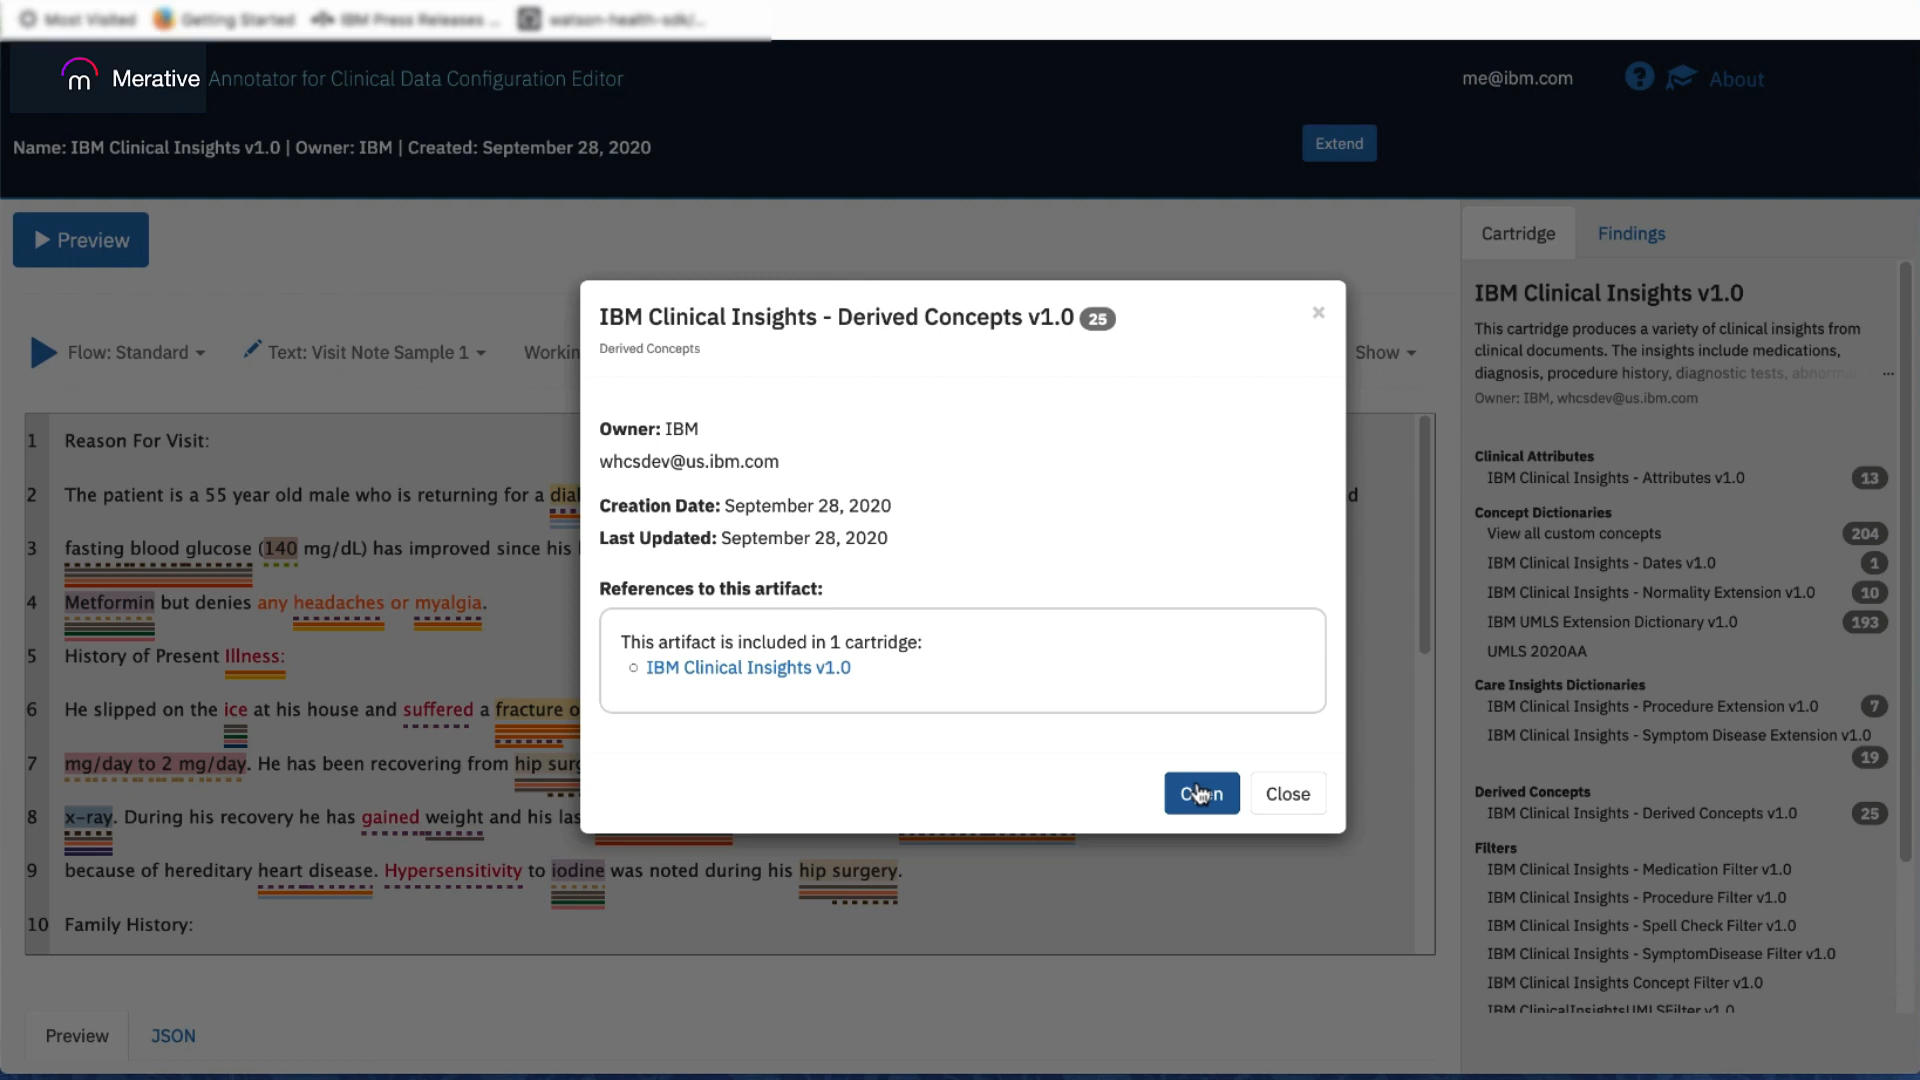 Most Visited Getting Started IBM Press Releases ... watson-health-sdk/...
Merative Annotator for Clinical Data Configuration Editor
me@ibm.com ? About
Name: IBM Clinical Insights v1.0 | Owner: IBM | Created: September 28, 2020
Extend
Preview
Flow: Standard Text: Visit Note Sample 1
Show
1 Reason For Visit:
2 The patient is a 55 year old male who is returning for a
3 fasting blood glucose (140 mg/dL) has improved since his
4 Metformin but denies any headaches or myalgia.
5 History of Present Illness:
6 He slipped on the ice at his house and suffered a fracture
7 mg/day to 2 mg/day. He has been recovering from hip
8 x-ray. During his recovery he has gained weight and his
9 because of hereditary heart disease. Hypersensitivity to iodine was noted during his hip surgery.
10 Family History:
Preview JSON
IBM Clinical Insights - Derived Concepts v1.0 25
×
Derived Concepts
Owner: IBM
whcsdev@us.ibm.com
Creation Date: September 28, 2020
Last Updated: September 28, 2020
References to this artifact:
This artifact is included in 1 cartridge:
IBM Clinical Insights v1.0
Close
Cartridge Findings
IBM Clinical Insights v1.0
This cartridge produces a variety of clinical insights from
clinical documents. The insights include medications,
diagnosis, procedure history, diagnostic tests, ...
Owner: IBM, whcsdev@us.ibm.com
Clinical Attributes
IBM Clinical Insights - Attributes v1.0 13
Concept Dictionaries
View all custom concepts 204
IBM Clinical Insights - Dates v1.0 1
IBM Clinical Insights - Normality Extension v1.0 10
IBM UMLS Extension Dictionary v1.0 193
UMLS 2020AA
Care Insights Dictionaries
IBM Clinical Insights - Procedure Extension v1.0 7
IBM Clinical Insights - Symptom Disease Extension v1.0
19
Derived Concepts
IBM Clinical Insights - Derived Concepts v1.0 25
Filters
IBM Clinical Insights - Medication Filter v1.0
IBM Clinical Insights - Procedure Filter v1.0
IBM Clinical Insights - Spell Check Filter v1.0
IBM Clinical Insights - SymptomDisease Filter v1.0
IBM Clinical Insights Concept Filter v1.0
IBM ClinicalInsightsUMLSFilter v1.0